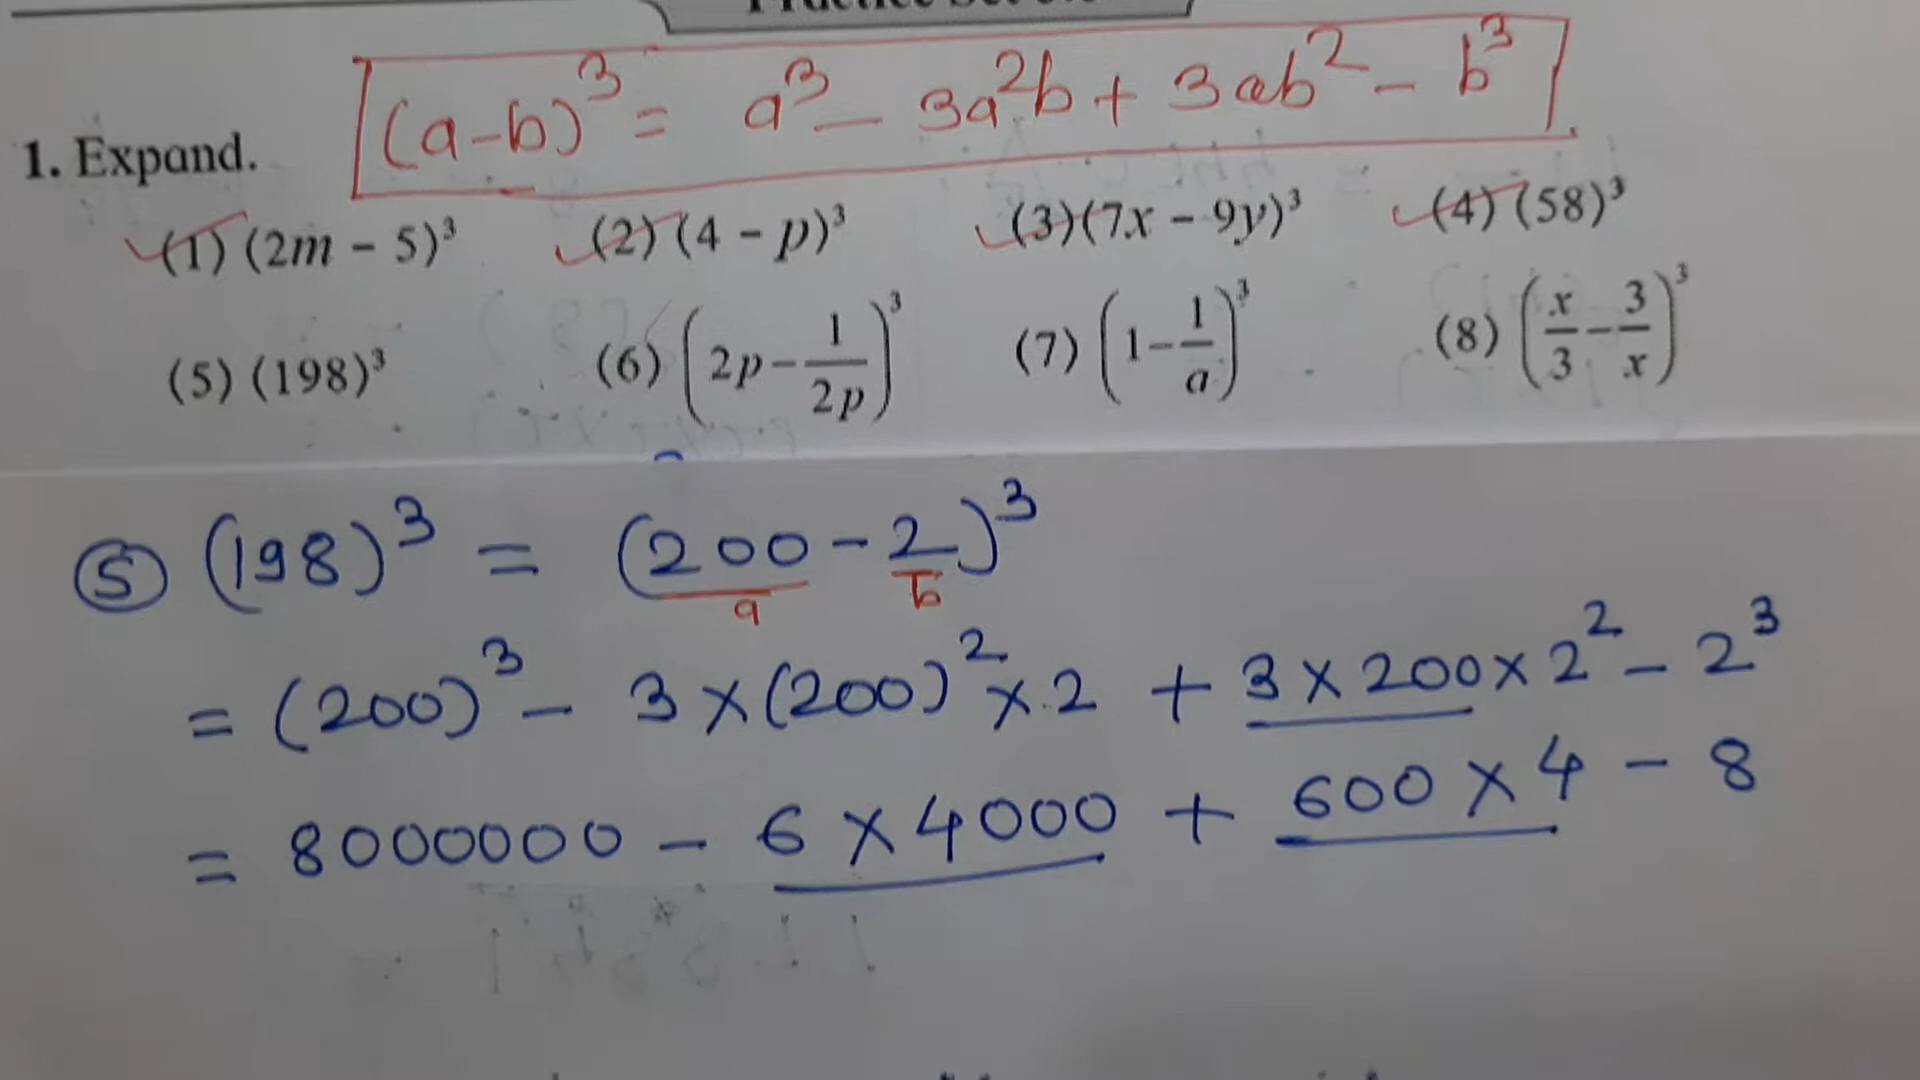 (a-b)³ = a³ - 3a²b + 3ab² - b³
1. Expand.
(1) (2m - 5)³ (2) (4 - p)³ (3) (7x - 9y)³ (4) (58)³
(5) (198)³ (6) (2p - 1/2p)³ (7) (1 - 1/a)³ (8) (x/3 - 3/x)³
⑤ (198)³ = (200 - 2)³
a b
= (200)³ - 3 × (200)² × 2 + 3 × 200 × 2² - 2³
= 8000000 - 6 × 4000 + 600 × 4 - 8